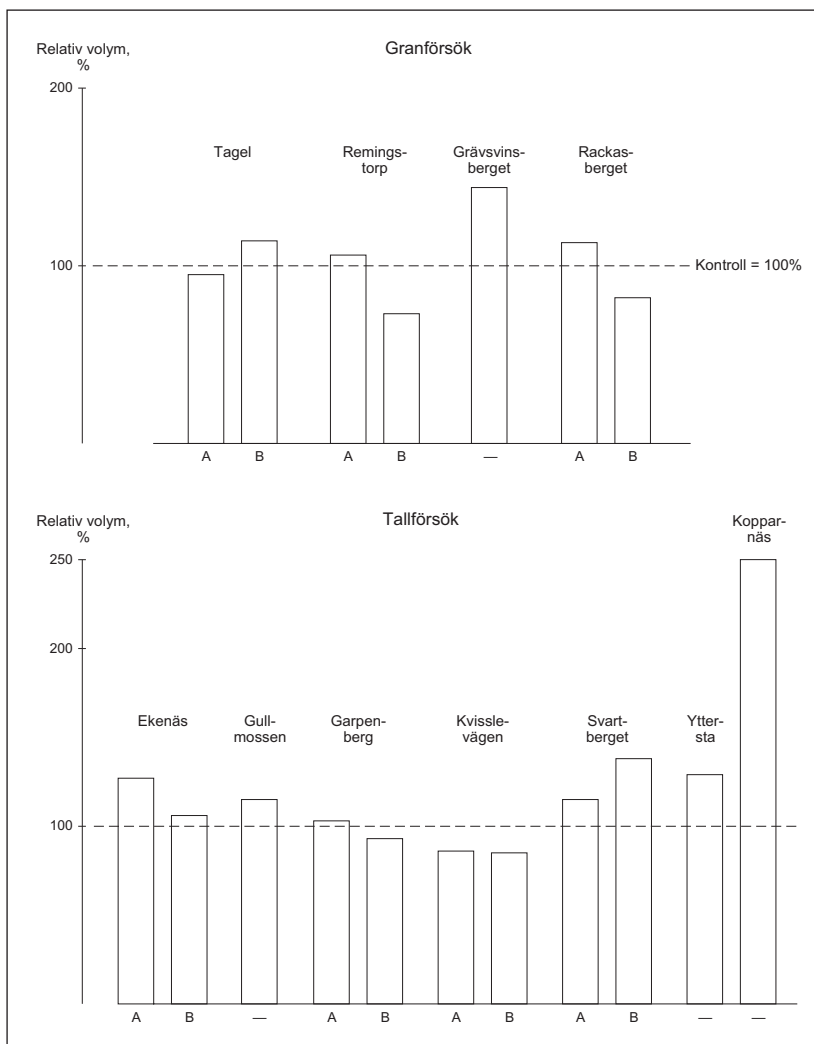 Granförsök
Relativ volym,
%
200
100
Tagel
Remings-
torp
Grävsvins-
berget
Rackas-
berget
Kontroll = 100%
A B A B — A B
Tallförsök
Relativ volym,
%
250
200
100
Ekenäs
Gull-
mossen
Garpen-
berg
Kvissle-
vägen
Svart-
berget
Ytter-
sta
Koppar-
näs
A B — A B A B A B — —